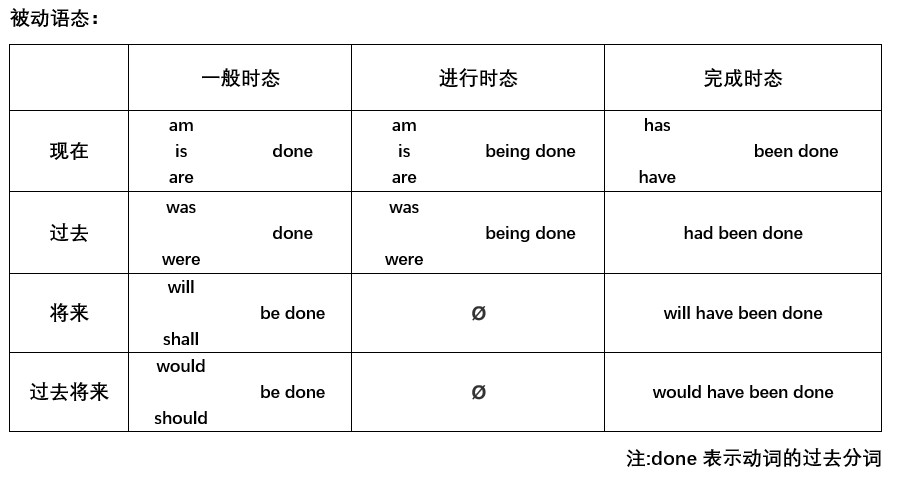 被动语态：
一般时态 进行时态 完成时态
现在 am is are done am is are being done has have been done
过去 was were done was were being done had been done
将来 will shall be done Ø will have been done
过去将来 would should be done Ø would have been done
注:done 表示动词的过去分词